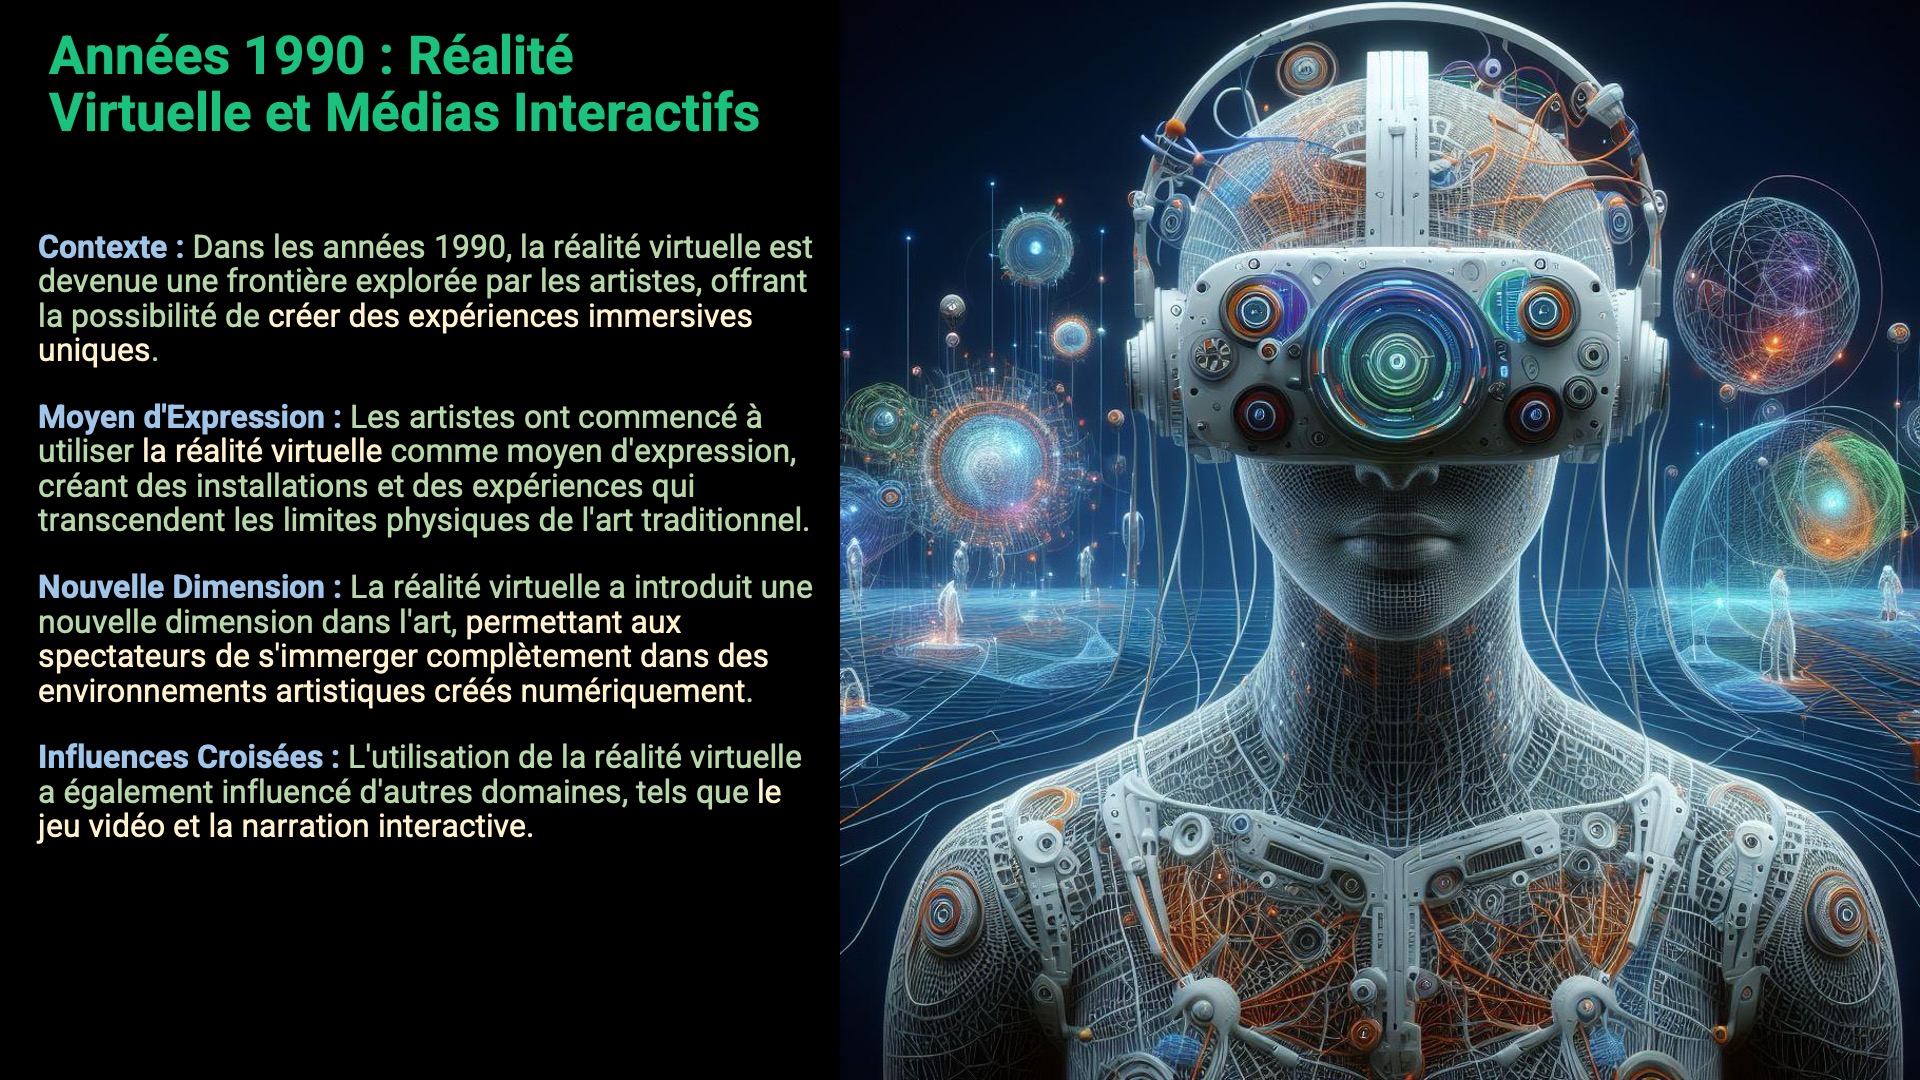 Années 1990 : Réalité
Virtuelle et Médias Interactifs
Contexte : Dans les années 1990, la réalité virtuelle est
devenue une frontière explorée par les artistes, offrant
la possibilité de créer des expériences immersives
uniques.
Moyen d'Expression : Les artistes ont commencé à
utiliser la réalité virtuelle comme moyen d'expression,
créant des installations et des expériences qui
transcendent les limites physiques de l'art traditionnel.
Nouvelle Dimension : La réalité virtuelle a introduit une
nouvelle dimension dans l'art, permettant aux
spectateurs de s'immerger complètement dans des
environnements artistiques créés numériquement.
Influences Croisées : L'utilisation de la réalité virtuelle
a également influencé d'autres domaines, tels que le
jeu vidéo et la narration interactive.